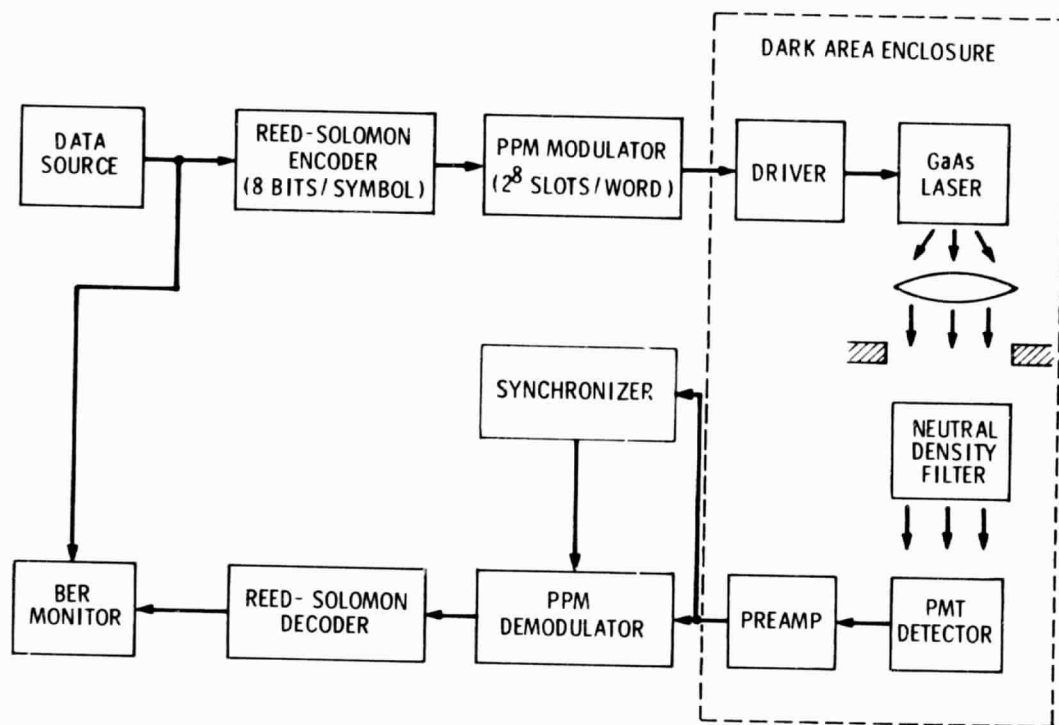 DARK AREA ENCLOSURE
DATA
SOURCE
REED-SOLOMON
ENCODER
(8 BITS/SYMBOL)
PPM MODULATOR
(2⁸ SLOTS/WORD)
DRIVER
GaAs
LASER
SYNCHRONIZER
NEUTRAL
DENSITY
FILTER
BER
MONITOR
REED- SOLOMON
DECODER
PPM
DEMODULATOR
PREAMP
PMT
DETECTOR